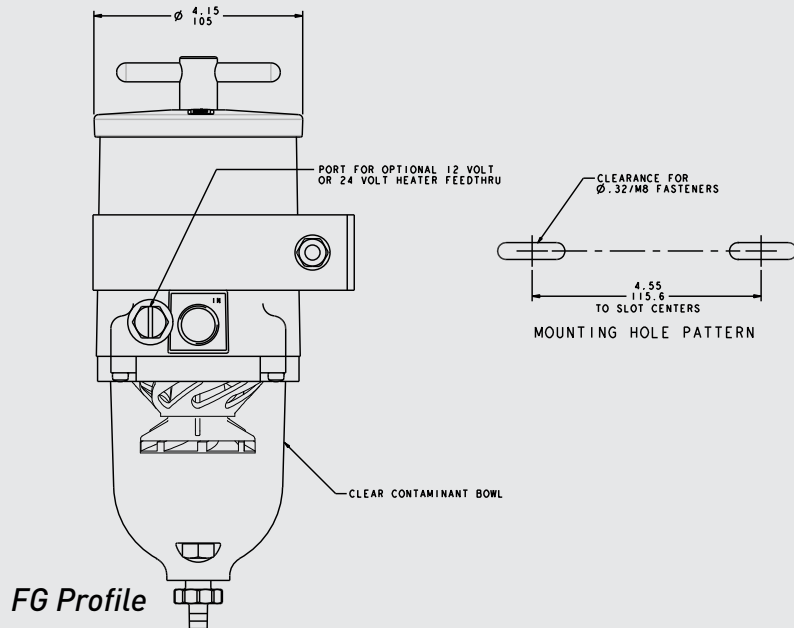 Ø 4.15
105
PORT FOR OPTIONAL 12 VOLT
OR 24 VOLT HEATER FEEDTHRU
CLEARANCE FOR
Ø.32/M8 FASTENERS
IN
4.55
115.6
TO SLOT CENTERS
MOUNTING HOLE PATTERN
CLEAR CONTAMINANT BOWL
FG Profile